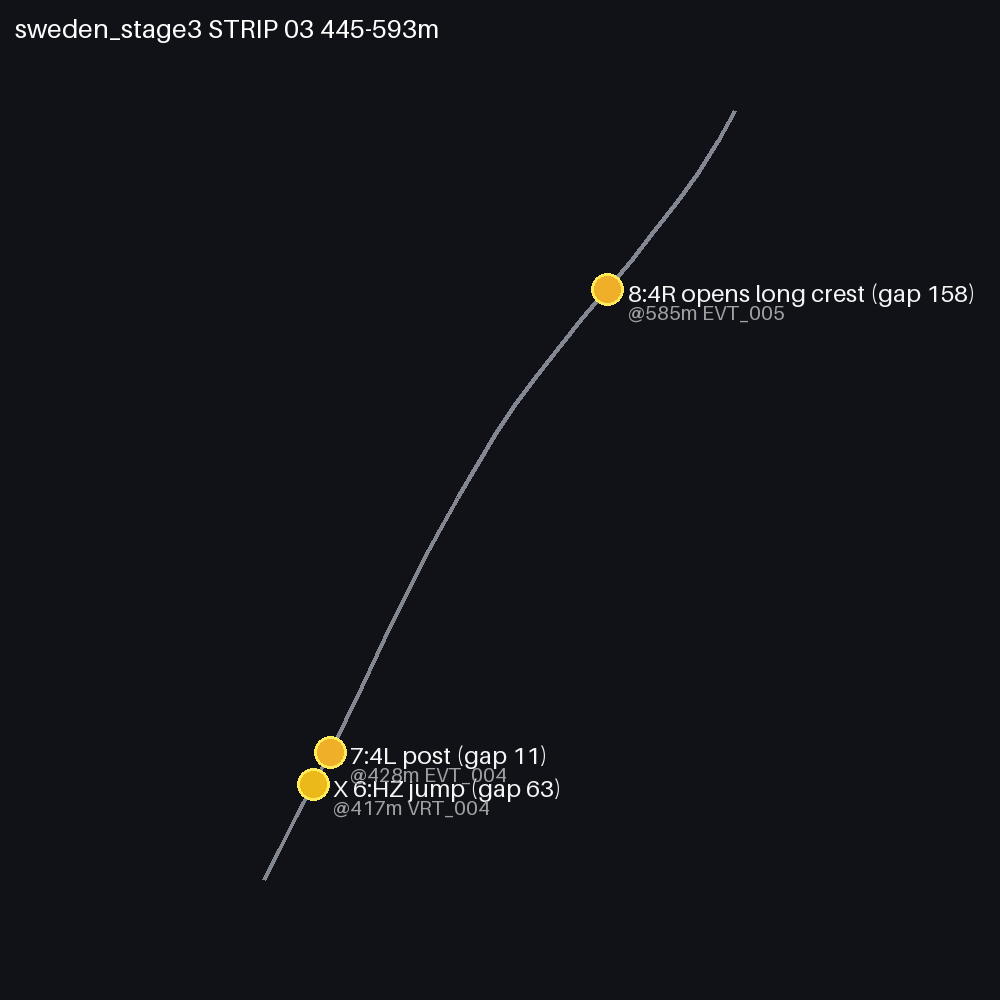 sweden_stage3 STRIP 03 445-593m
8:4R opens long crest (gap 158)
@585m EVT_005
7:4L post (gap 11)
@428m EVT_004
X 6:HZ jump (gap 63)
@417m VRT_004